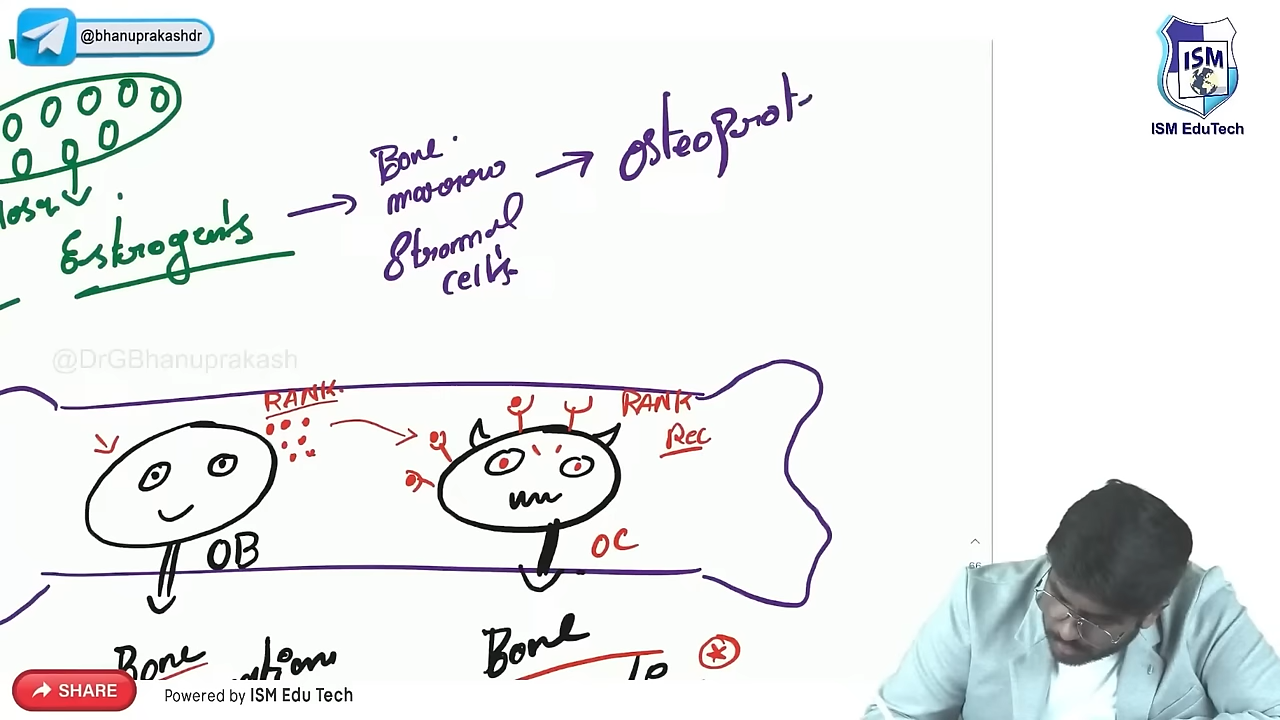 @bhanuprakashdr
ISM
ISM EduTech
Estrogen's
Bone
marrow
Stromal
cells
Osteoprot-
@DrGBhanuprakash
RANK
RANK
Rec
OB
OC
Bone
Bone
SHARE
Powered by ISM Edu Tech